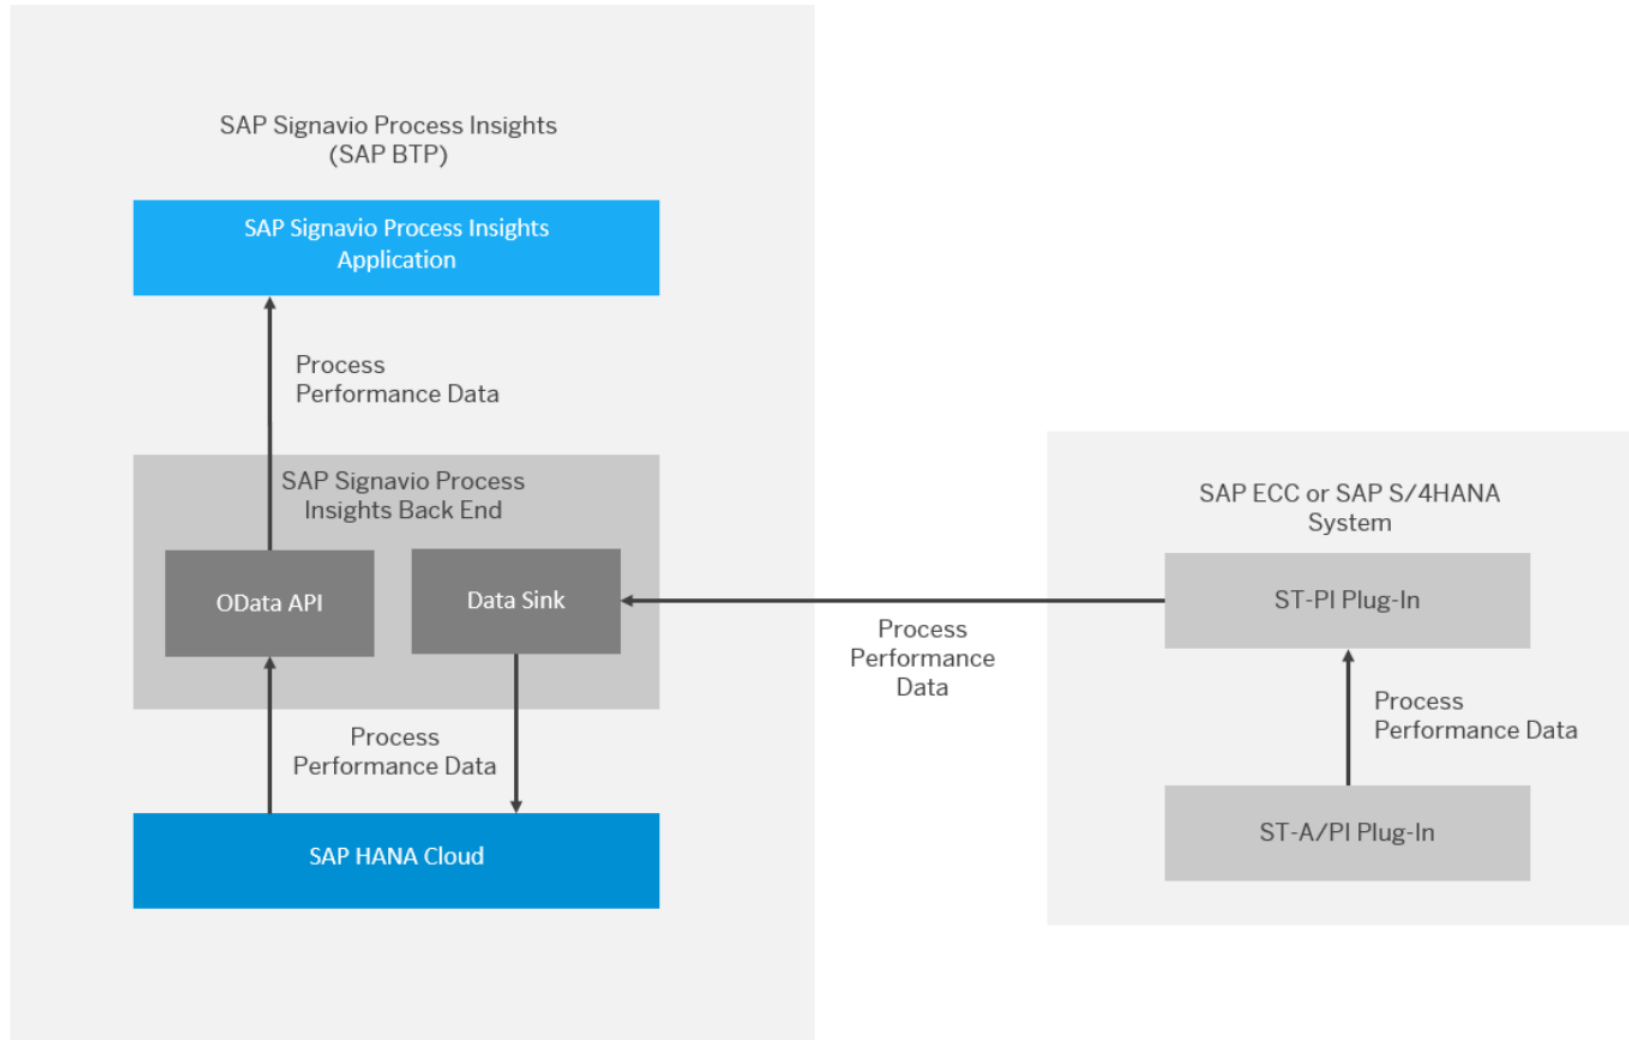 SAP Signavio Process Insights
(SAP BTP)
SAP Signavio Process Insights
Application
Process
Performance Data
SAP Signavio Process
Insights Back End
OData API
Data Sink
Process
Performance Data
SAP HANA Cloud
Process
Performance
Data
SAP ECC or SAP S/4HANA
System
ST-PI Plug-In
Process
Performance Data
ST-A/PI Plug-In